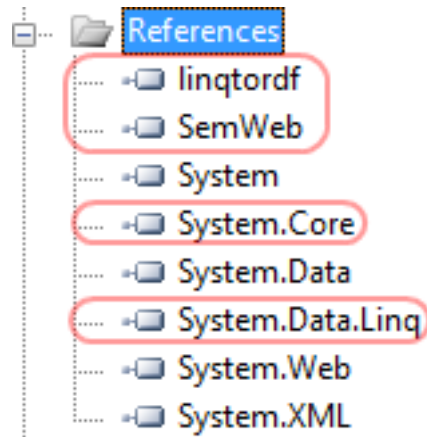 References
linqtordf
SemWeb
System
System.Core
System.Data
System.Data.Linq
System.Web
System.XML